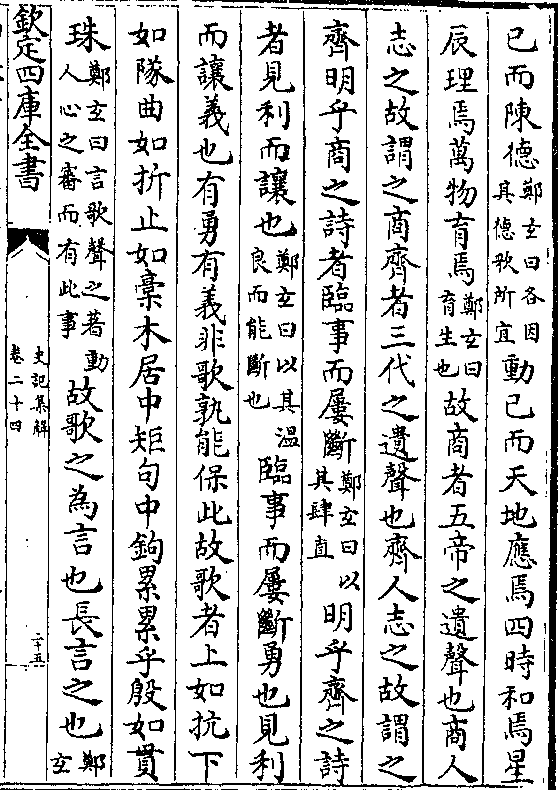 己而陳德鄭𤣥曰各因其德歌所宜動己而天地應焉四時和焉星
辰理焉萬物育焉鄭𤣥曰育生也故商者五帝之遺聲也商人
志之故謂之商齊者三代之遺聲也齊人志之故謂之
齊明乎商之詩者臨事而屢斷鄭𤣥曰以其肆直明乎齊之詩
者見利而讓也鄭𤣥曰以其温良而能斷也臨事而屢斷勇也見利
而讓義也有勇有義非歌孰能保此故歌者上如抗下
如隊曲如折止如槀木居中矩句中鉤累累乎殷如貫
珠鄭𤣥曰言歌聲之著動人心之審而有此事故歌之為言也長言之也鄭𤣥
欽定四庫全書
史記集解
卷二十四
二十五